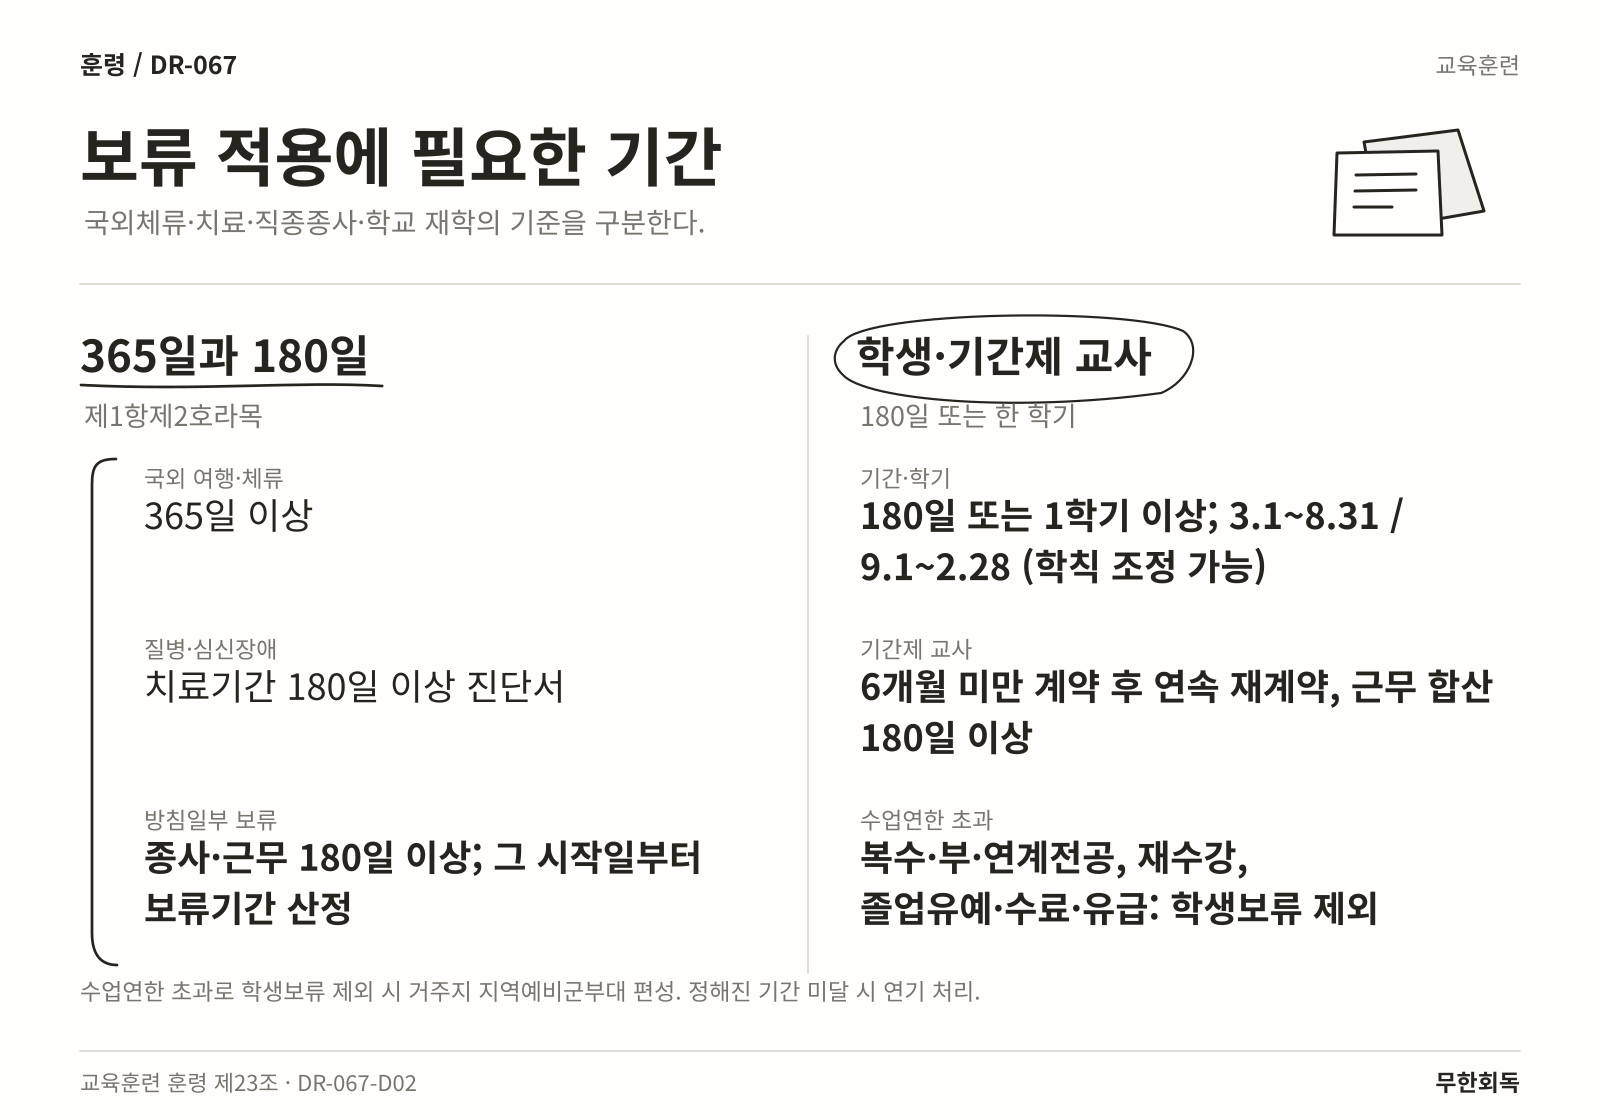 훈령 / DR-067
교육훈련
보류 적용에 필요한 기간
국외체류·치료·직종종사·학교 재학의 기준을 구분한다.
365일과 180일
제1항제2호라목
국외 여행·체류
365일 이상
질병·심신장애
치료기간 180일 이상 진단서
방침일부 보류
종사·근무 180일 이상; 그 시작일부터
보류기간 산정
학생·기간제 교사
180일 또는 한 학기
기간·학기
180일 또는 1학기 이상; 3.1~8.31 /
9.1~2.28 (학칙 조정 가능)
기간제 교사
6개월 미만 계약 후 연속 재계약, 근무 합산
180일 이상
수업연한 초과
복수·부·연계전공, 재수강,
졸업유예·수료·유급: 학생보류 제외
수업연한 초과로 학생보류 제외 시 거주지 지역예비군부대 편성. 정해진 기간 미달 시 연기 처리.
교육훈련 훈령 제23조 · DR-067-D02
무한회독